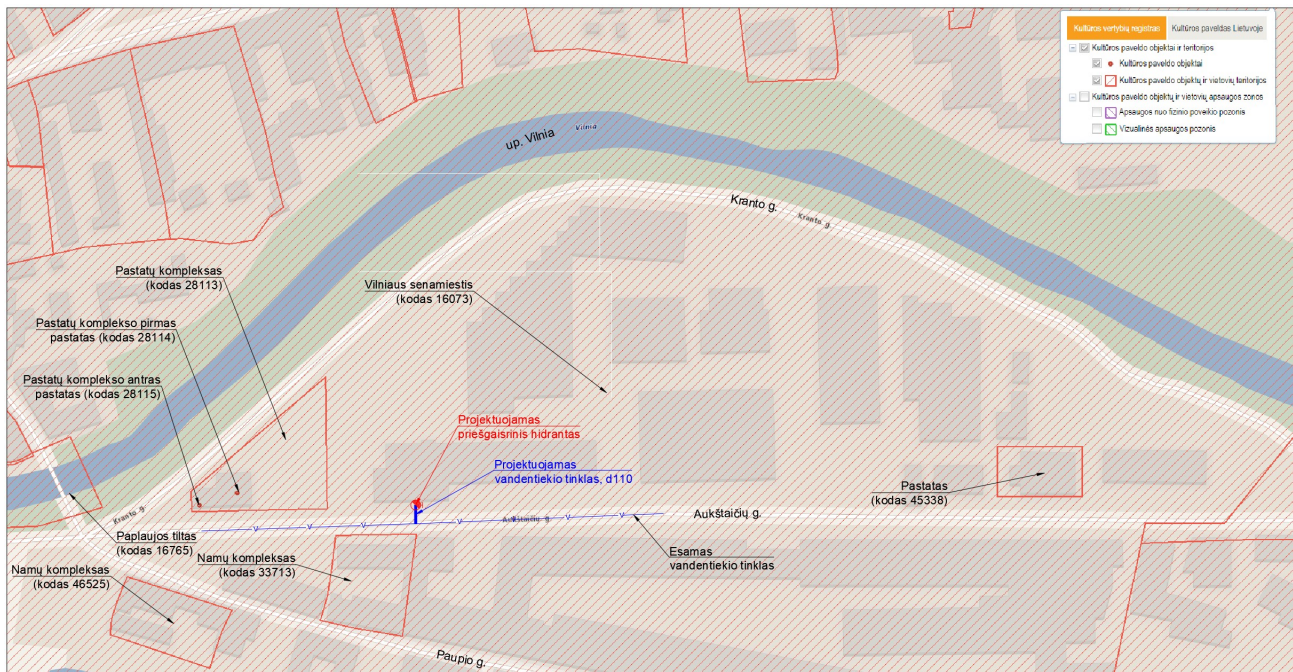 Kultūros vertybių registras
Kultūros paveldas Lietuvoje
Kultūros paveldo objektai ir teritorijos
Kultūros paveldo objektai
Kultūros paveldo objektų ir vietovių teritorijos
Kultūros paveldo objektų ir vietovių apsaugos zonos
Apsaugos nuo fizinio poveikio pozonis
Vizualinės apsaugos pozonis
up. Vilnia
Vilnia
Kranto g.
Kranto g.
Pastatų kompleksas
(kodas 28113)
Vilniaus senamiestis
(kodas 16073)
Pastatų komplekso pirmas
pastatas (kodas 28114)
Pastatų komplekso antras
pastatas (kodas 28115)
Projektuojamas
priešgaisrinis hidrantas
Projektuojamas
vandentiekio tinklas, d110
Pastatas
(kodas 45338)
Kranto g.
V V V V V V V
Aukštaičių g.
Aukštaičių g.
Paplaujos tiltas
(kodas 16765)
Namų kompleksas
(kodas 33713)
Esamas
vandentiekio tinklas
Namų kompleksas
(kodas 46525)
Paupio g.